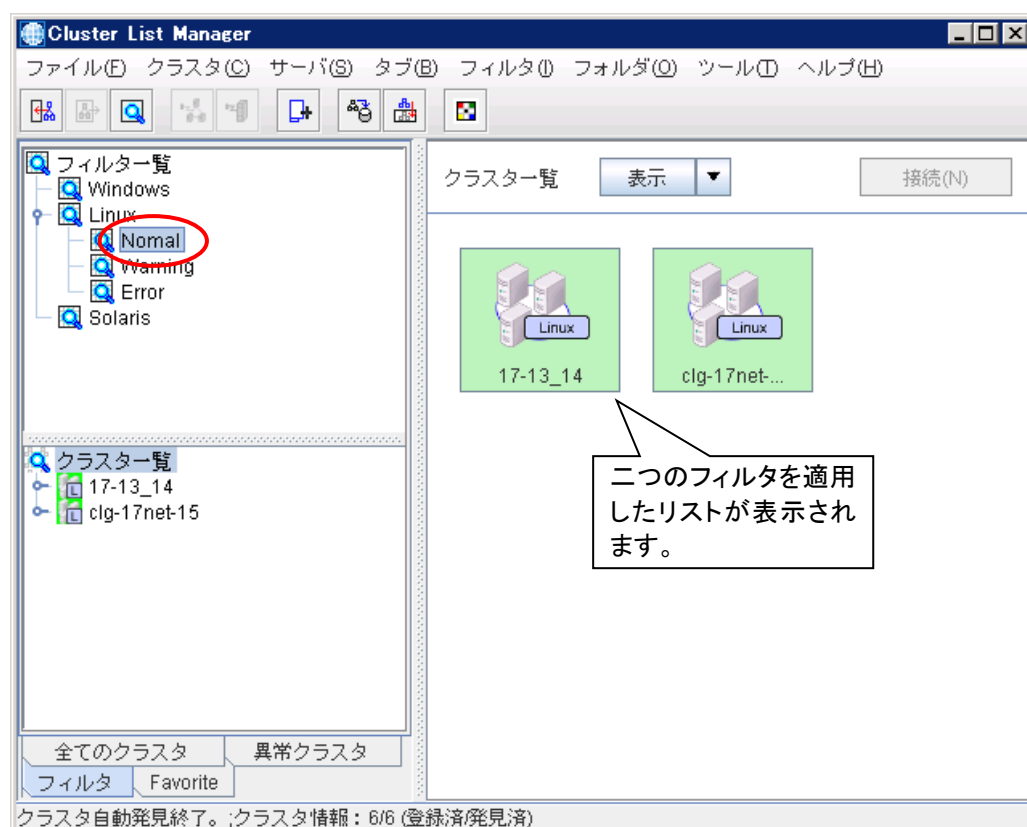 Cluster List Manager
ファイル(F) クラスタ(C) サーバ(S) タブ(B) フィルタ(I) フォルダ(O) ツール(T) ヘルプ(H)
フィルター覧
Windows
Linux
Nomal
Warning
Error
Solaris
クラスター覧
17-13_14
clg-17net-15
全てのクラスタ 異常クラスタ
フィルタ Favorite
クラスター覧 表示 接続(N)
Linux Linux
17-13_14 clg-17net-...
二つのフィルタを適用
したリストが表示され
ます。
クラスタ自動発見終了。;クラスタ情報：6/6 (登録済/発見済)